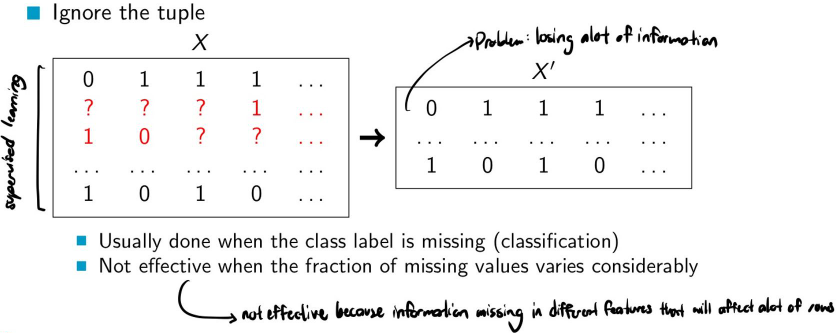 Ignore the tuple
Problem: losing alot of information
X
X′
supervised learning
0 1 1 1 ...
? ? ? 1 ...
1 0 ? ? ...
... ... ... ... ...
1 0 1 0 ...
0 1 1 1 ...
... ... ... ... ...
1 0 1 0 ...
Usually done when the class label is missing (classification)
Not effective when the fraction of missing values varies considerably
not effective because information missing in different features that will affect alot of rows